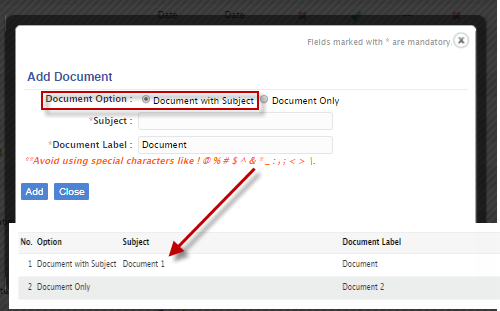 Date Date
Fields marked with * are mandatory.
Add Document
Document Option : Document with Subject Document Only
*Subject :
*Document Label : Document
**Avoid using special characters like ! @ % # $ ^ & * _ : , ; < > |.
Add Close
No. Option Subject Document Label
1 Document with Subject Document 1 Document
2 Document Only Document 2